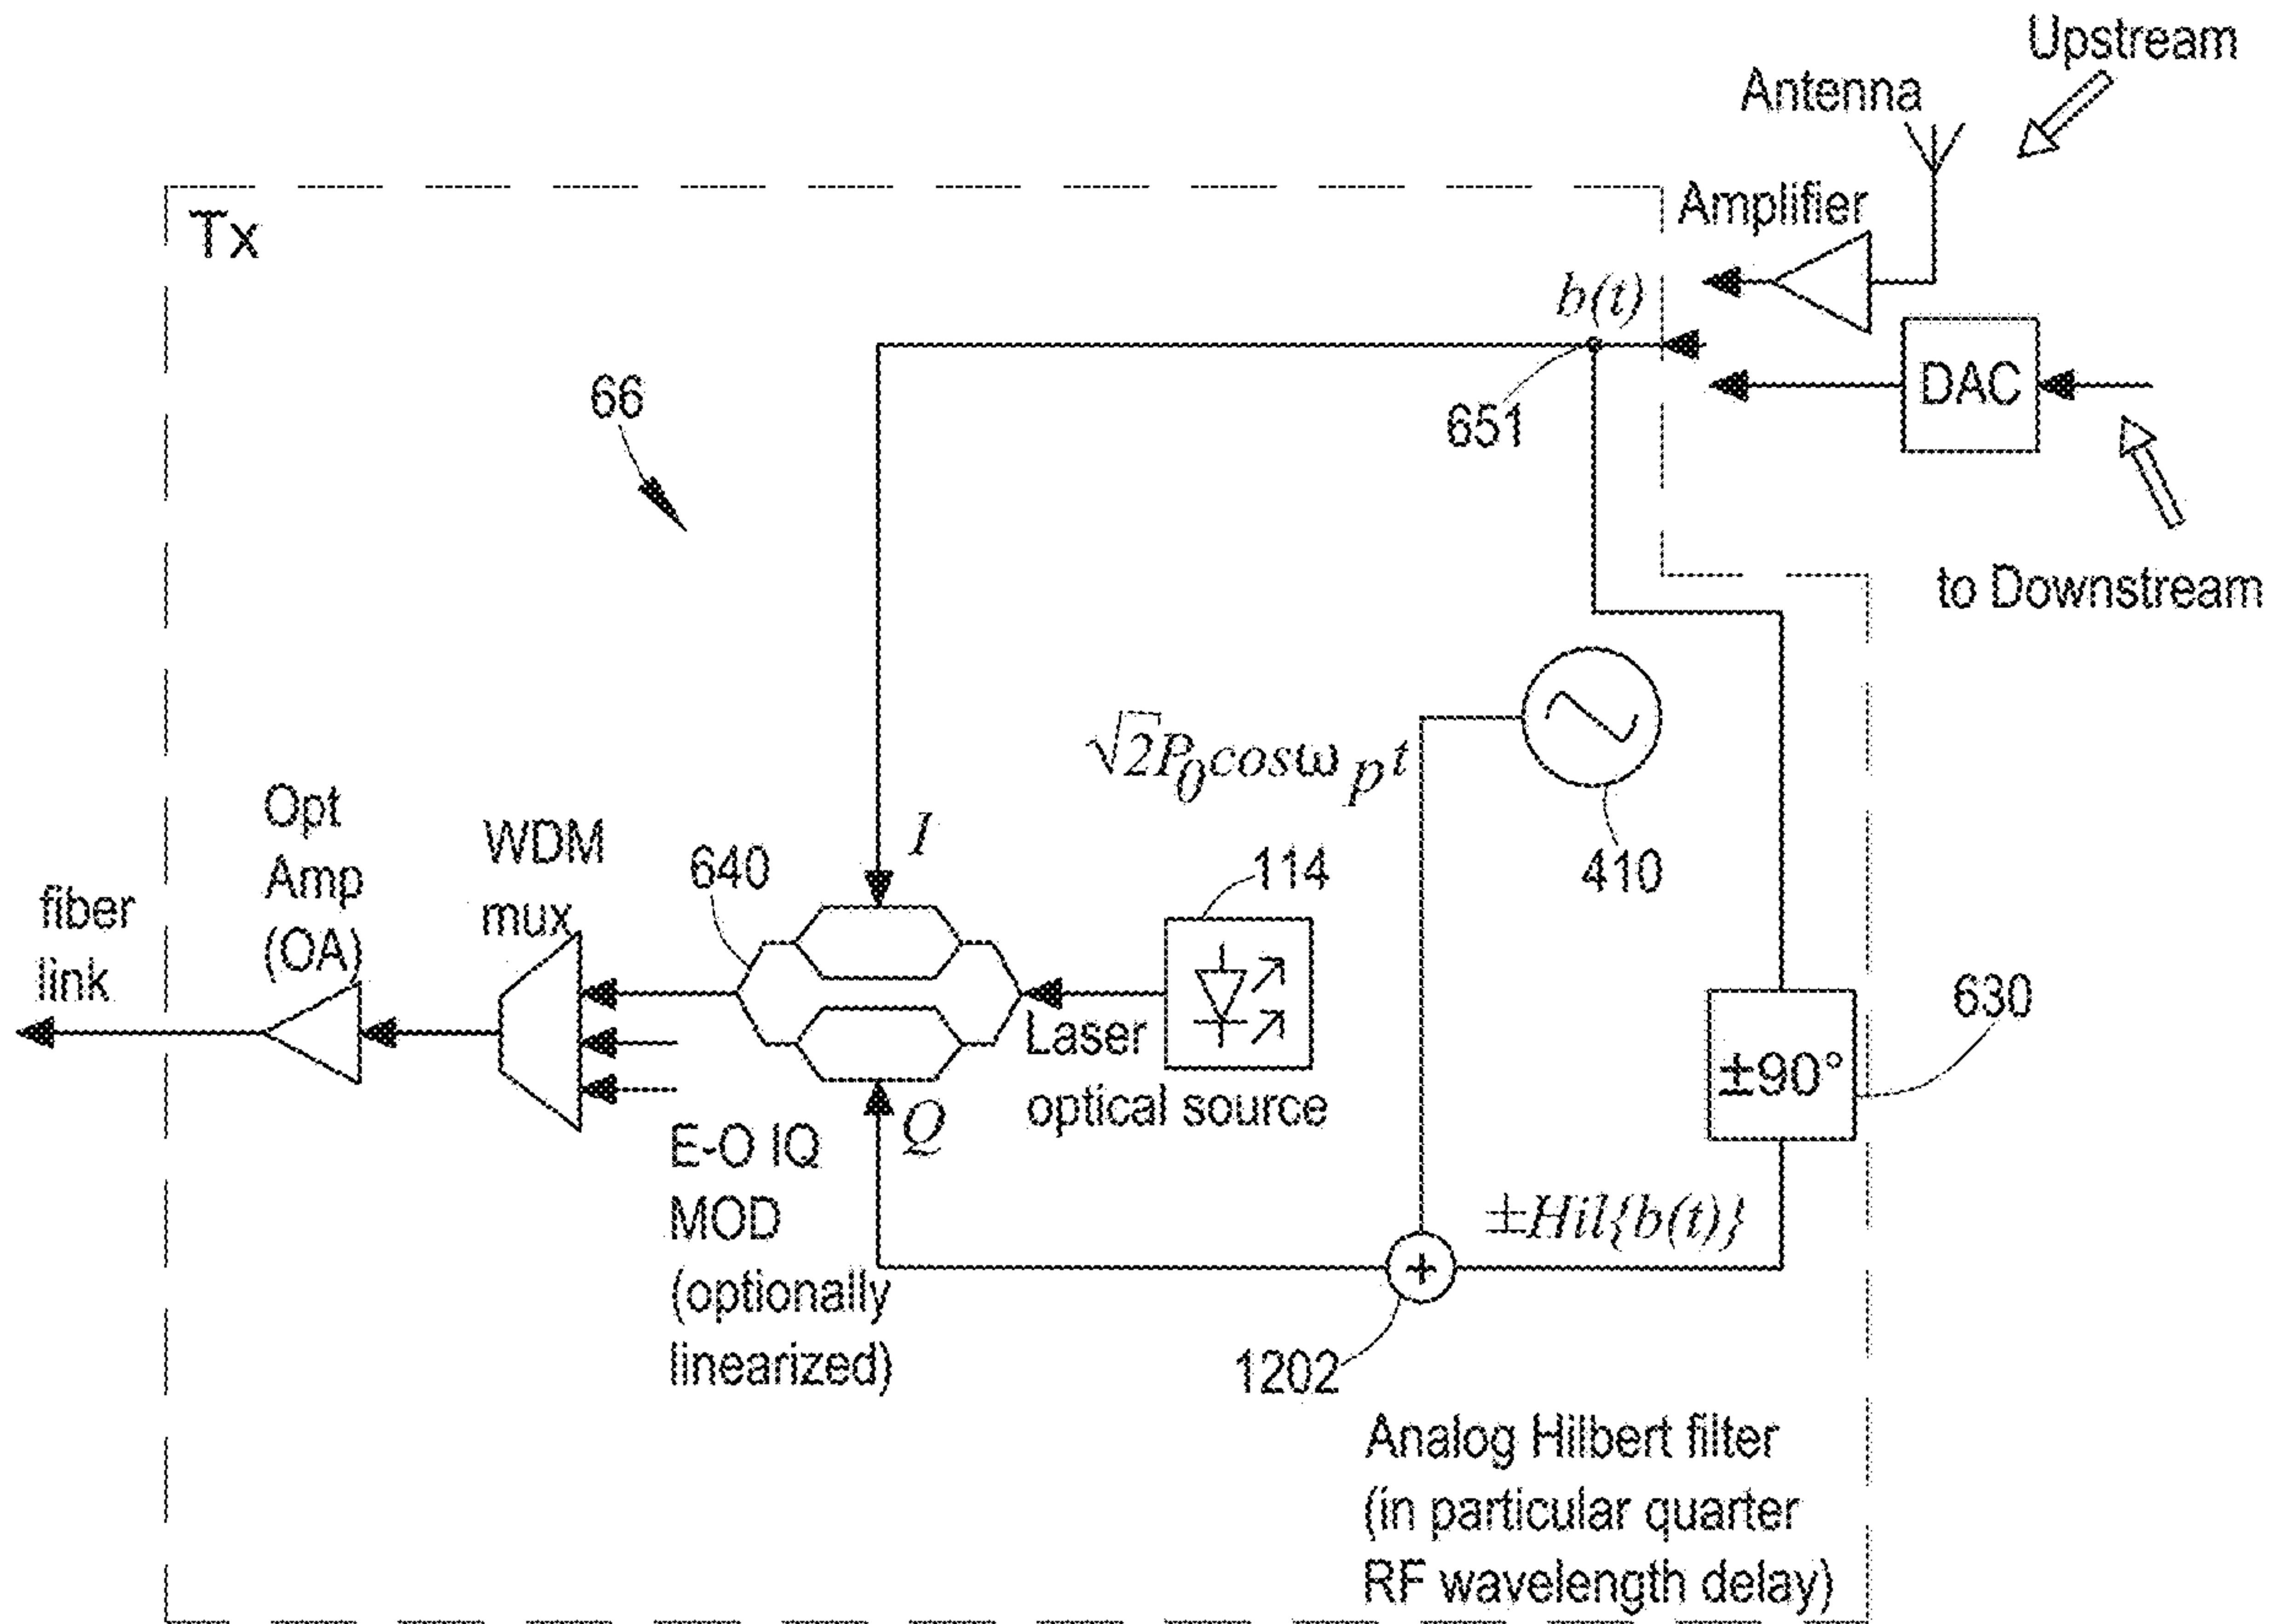 Upstream
Antenna
Amplifier
Tx
b(t)
DAC
66
651
to Downstream
√2P₀cosω_p t
410
Opt
Amp
(OA)
WDM
mux
640
I
114
fiber
link
630
±90°
Laser
optical source
Q
E-O IQ
MOD
(optionally
linearized)
±Hil{b(t)}
+
1202
Analog Hilbert filter
(in particular quarter
RF wavelength delay)